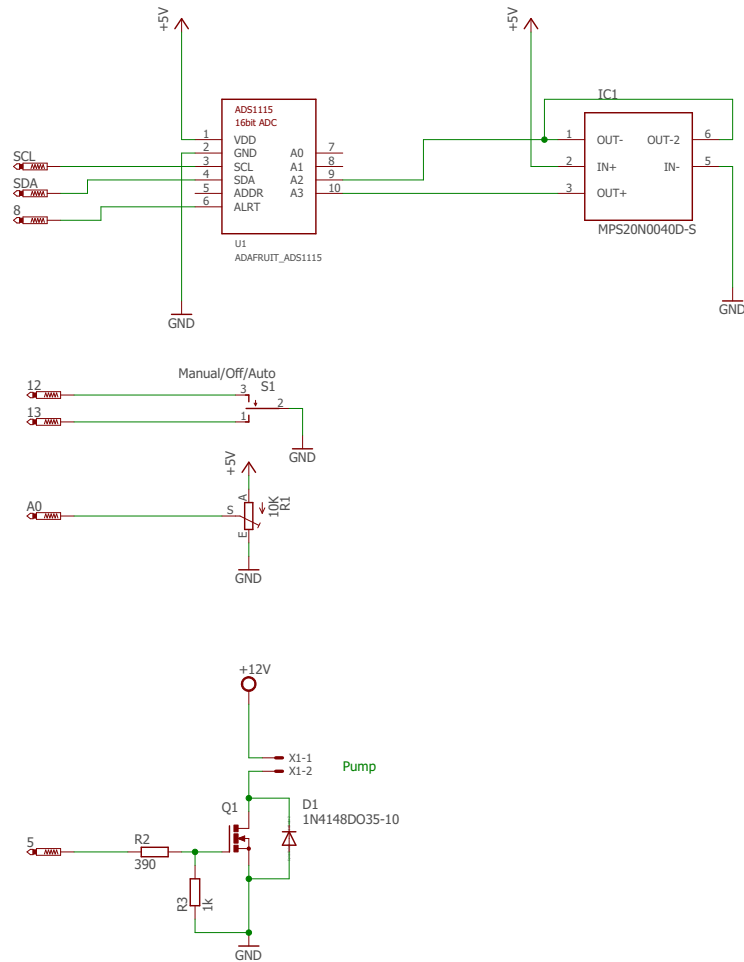 +5V
+5V
ADS1115
16bit ADC
1 VDD
2 GND
3 SCL
4 SDA
5 ADDR
6 ALRT
A0 7
A1 8
A2 9
A3 10
U1
ADAFRUIT_ADS1115
SCL
SDA
8
GND
IC1
1 OUT- OUT-2 6
2 IN+ IN- 5
3 OUT+
MPS20N0040D-S
GND
Manual/Off/Auto
S1
12
13
3
2
1
GND
+5V
A0
A
S
E
10K
R1
GND
+12V
X1-1
X1-2
Pump
Q1
D1
1N4148DO35-10
5
R2
390
R3
1k
GND